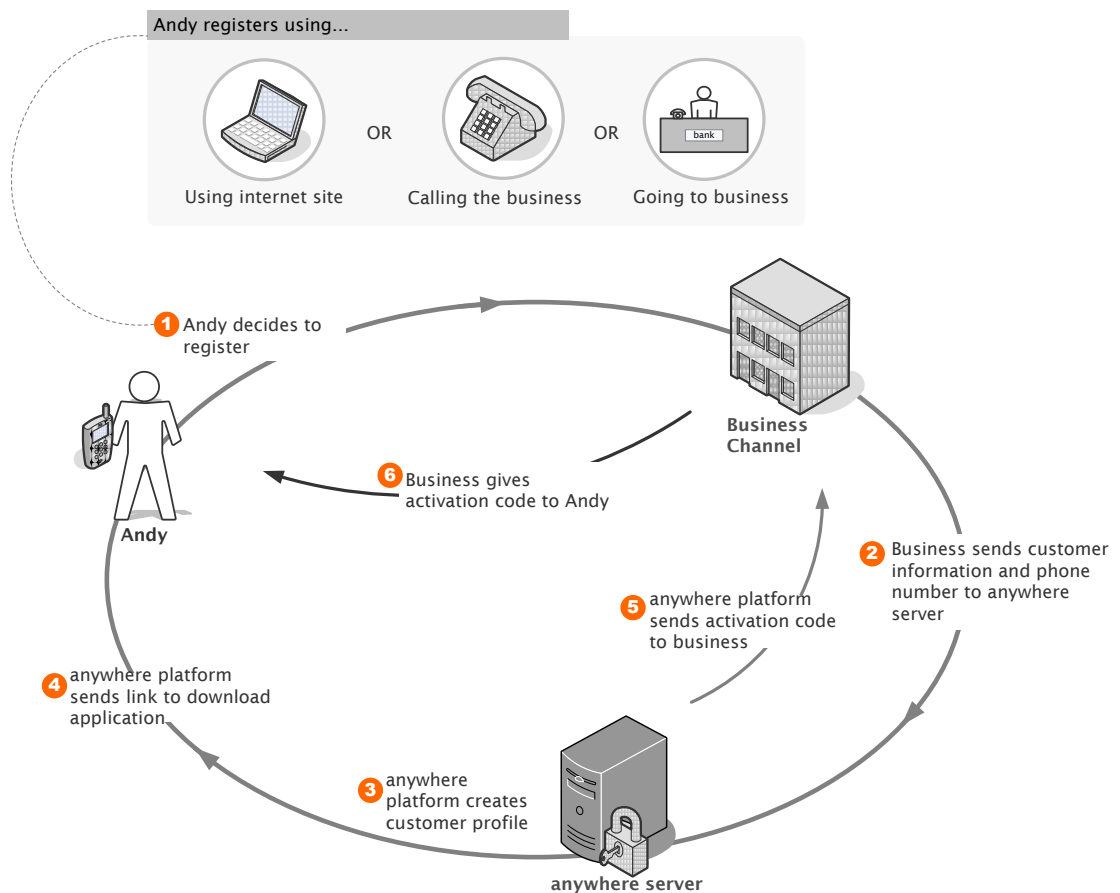 Andy registers using...
OR
OR
bank
Using internet site
Calling the business
Going to business
1 Andy decides to
register
Business
Channel
6 Business gives
activation code to Andy
Andy
2 Business sends customer
information and phone
number to anywhere
server
5 anywhere platform
sends activation code
to business
4 anywhere platform
sends link to download
application
3 anywhere
platform creates
customer profile
anywhere server